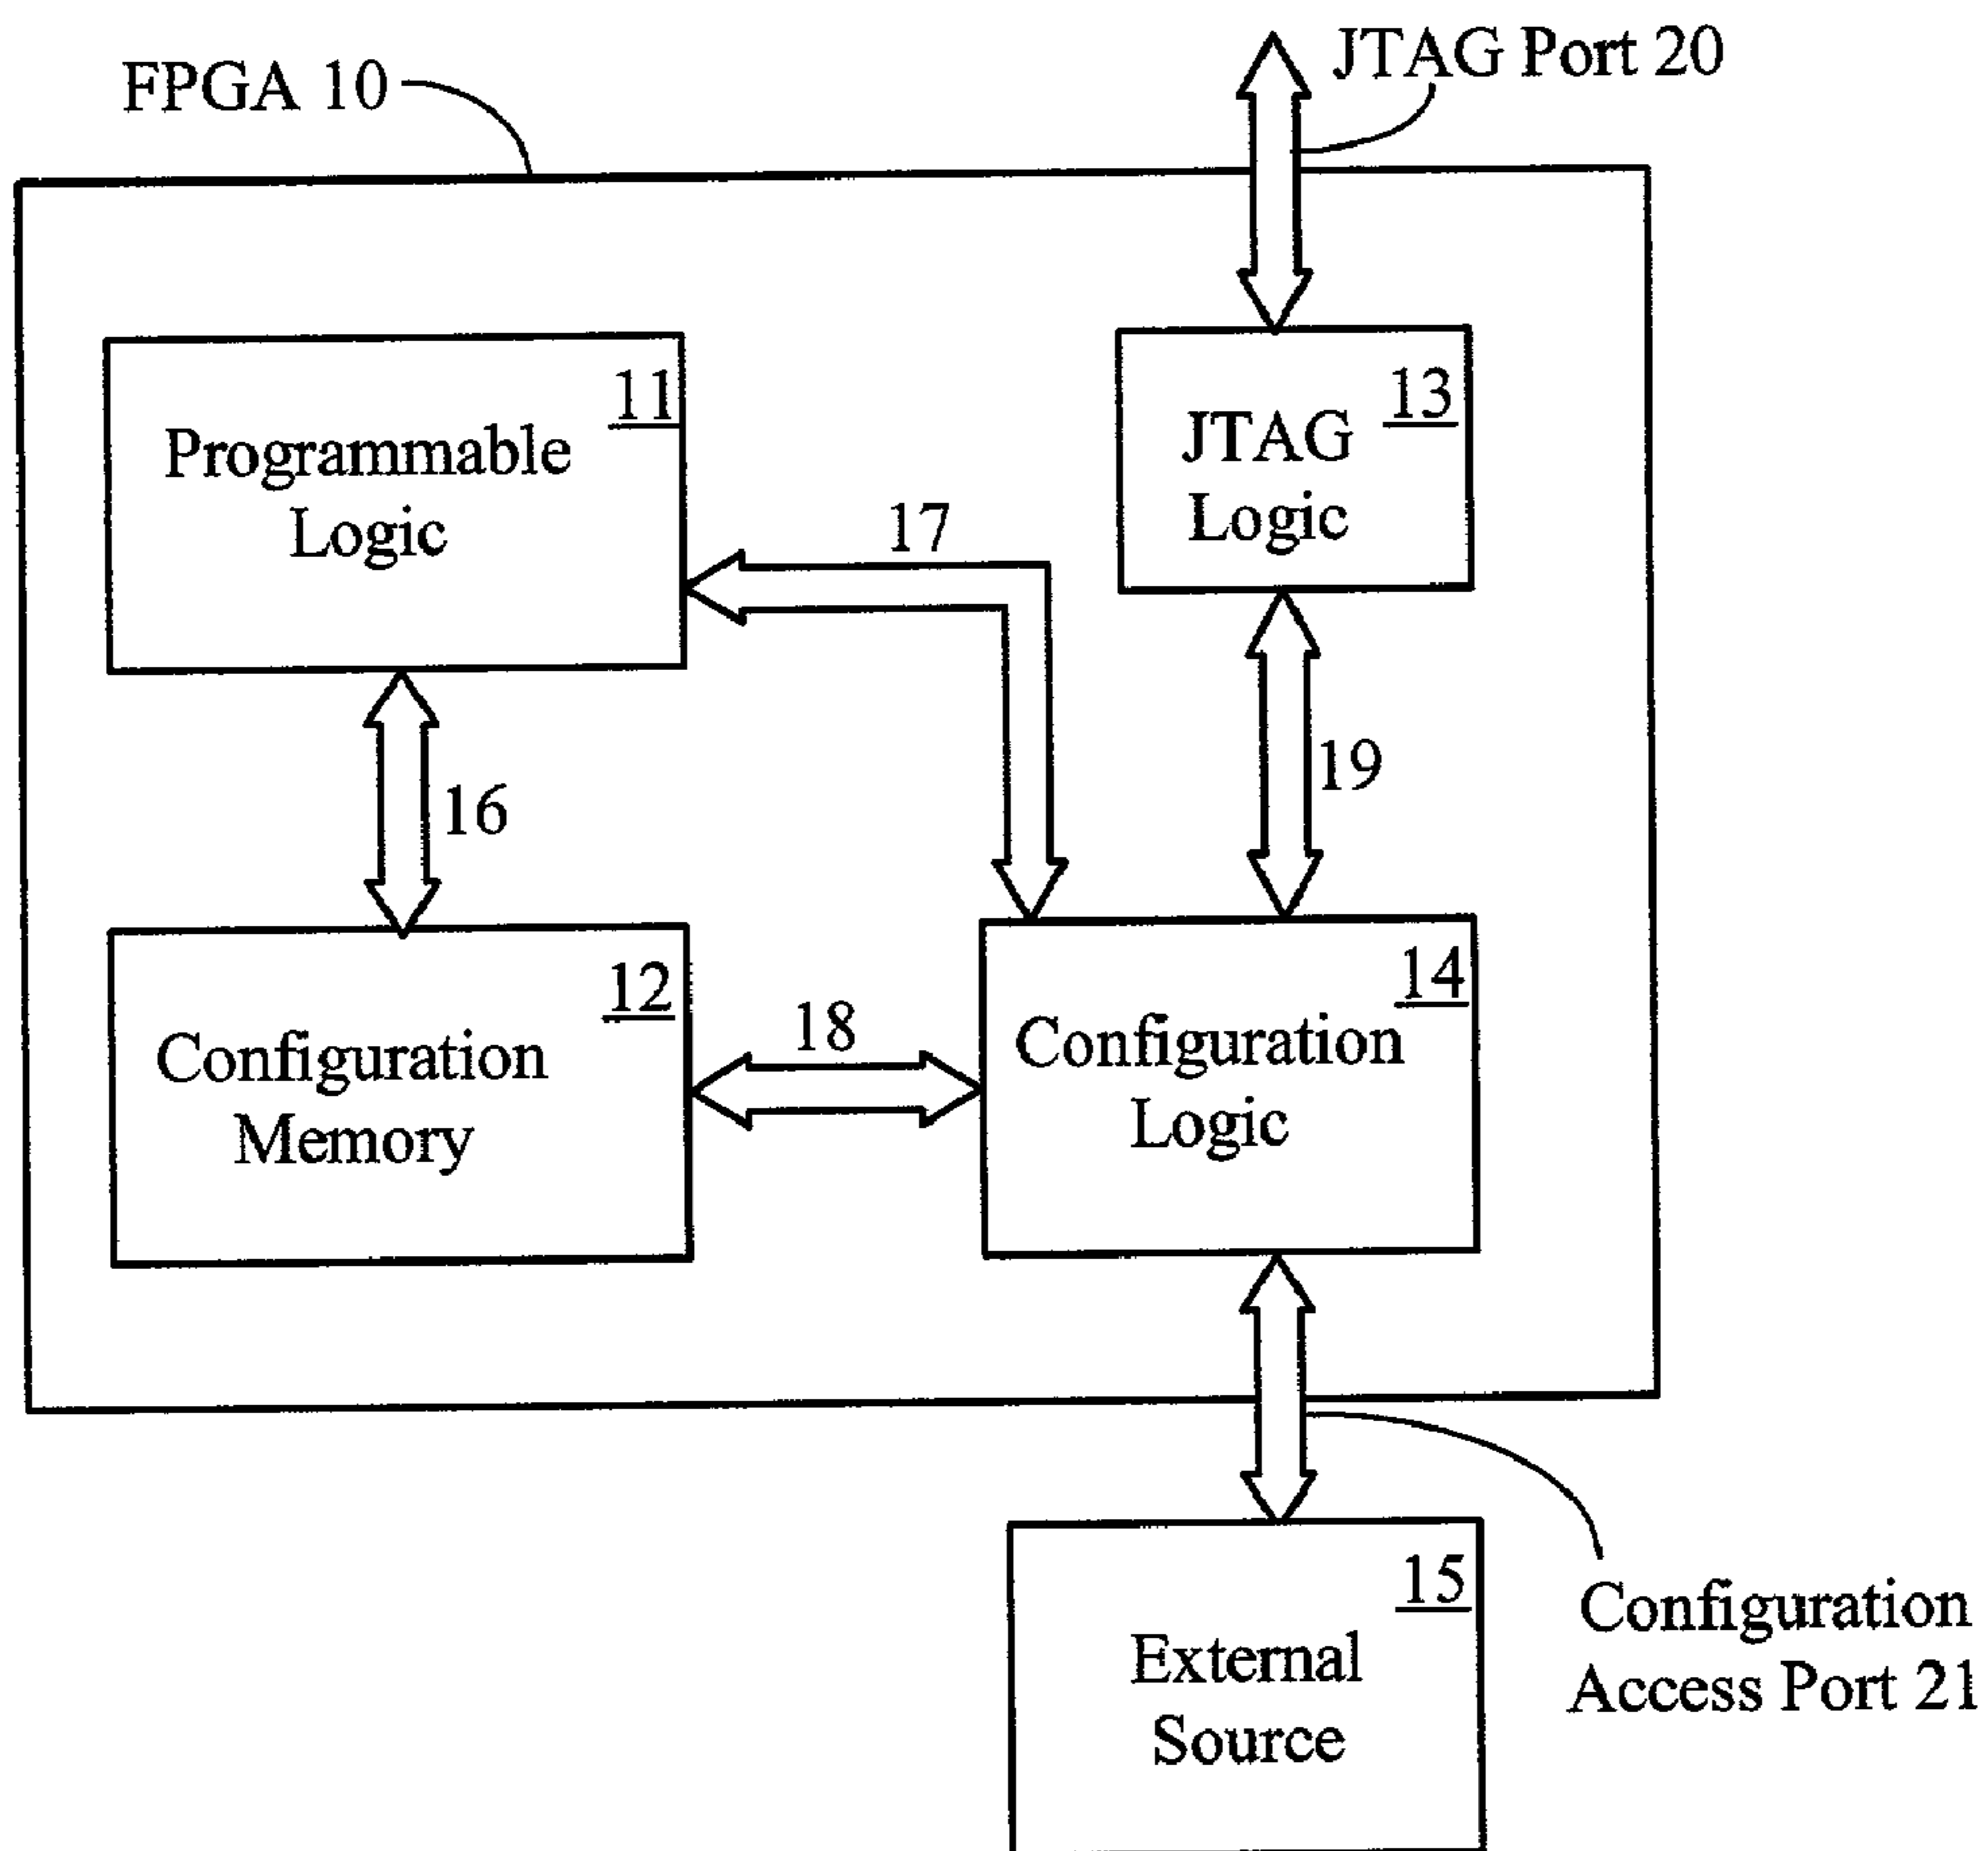 FPGA 10
JTAG Port 20
11
Programmable
Logic
13
JTAG
Logic
17
16
19
12
Configuration
Memory
18
14
Configuration
Logic
15
External
Source
Configuration
Access Port 21